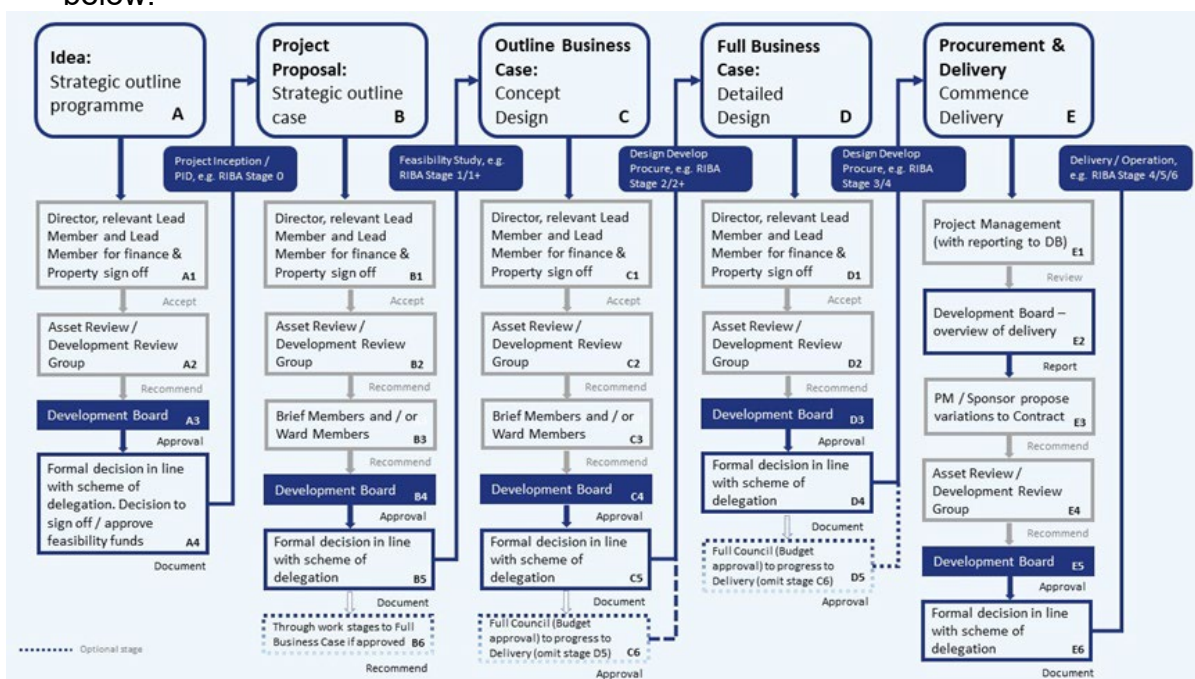 below:
Idea:
Strategic outline
programme
A
Project Inception /
PID, e.g. RIBA Stage 0
Director, relevant Lead
Member and Lead
Member for finance &
Property sign off
A1
Accept
Asset Review /
Development Review
Group
A2
Recommend
Development Board
A3
Approval
Formal decision in line
with scheme of
delegation. Decision to
sign off / approve
feasibility funds
A4
Document
Project
Proposal:
Strategic outline
case
B
Feasibility Study, e.g.
RIBA Stage 1/1+
Director, relevant Lead
Member and Lead
Member for finance &
Property sign off
B1
Accept
Asset Review /
Development Review
Group
B2
Recommend
Brief Members and / or
Ward Members
B3
Recommend
Development Board
B4
Approval
Formal decision in line
with scheme of
delegation
B5
Document
Through work stages to Full
Business Case if approved
B6
Recommend
Outline Business
Case:
Concept
Design
C
Design Develop
Procure, e.g. RIBA
Stage 2/2+
Director, relevant Lead
Member and Lead
Member for finance &
Property sign off
C1
Accept
Asset Review /
Development Review
Group
C2
Recommend
Brief Members and / or
Ward Members
C3
Recommend
Development Board
C4
Approval
Formal decision in line
with scheme of
delegation
C5
Document
Full Council (Budget
approval) to progress to
Delivery (omit stage D5)
C6
Approval
Full Business
Case:
Detailed
Design
D
Design Develop
Procure, e.g. RIBA
Stage 3/4
Director, relevant Lead
Member and Lead
Member for finance &
Property sign off
D1
Accept
Asset Review /
Development Review
Group
D2
Recommend
Development Board
D3
Approval
Formal decision in line
with scheme of
delegation
D4
Document
Full Council (Budget
approval) to progress to
Delivery (omit stage C6)
D5
Approval
Procurement &
Delivery
Commence
Delivery
E
Delivery / Operation,
e.g. RIBA Stage 4/5/6
Project Management
(with reporting to DB)
E1
Review
Development Board –
overview of delivery
E2
Report
PM / Sponsor propose
variations to Contract
E3
Recommend
Asset Review /
Development Review
Group
E4
Recommend
Development Board
E5
Approval
Formal decision in line
with scheme of
delegation
E6
Document
Optional stage